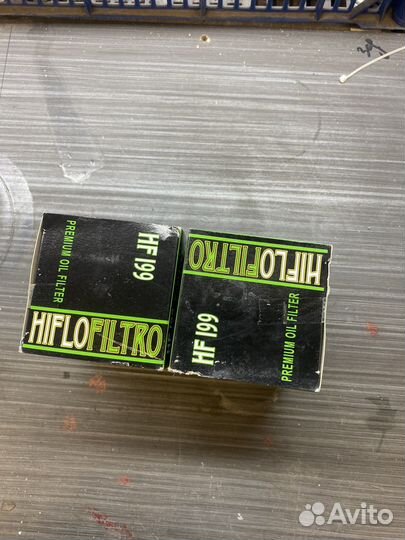 HF199
PREMIUM OIL FILTER
HIFLOFILTRO
HIFLOFILTRO
HF199
PREMIUM OIL FILTER
Avito